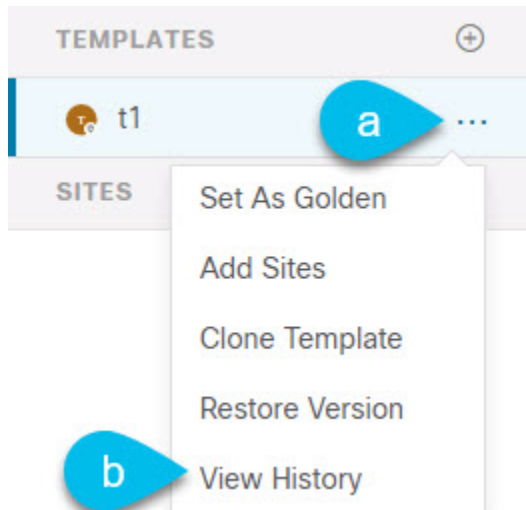 TEMPLATES
t1 a ...
SITES
Set As Golden
Add Sites
Clone Template
Restore Version
b View History